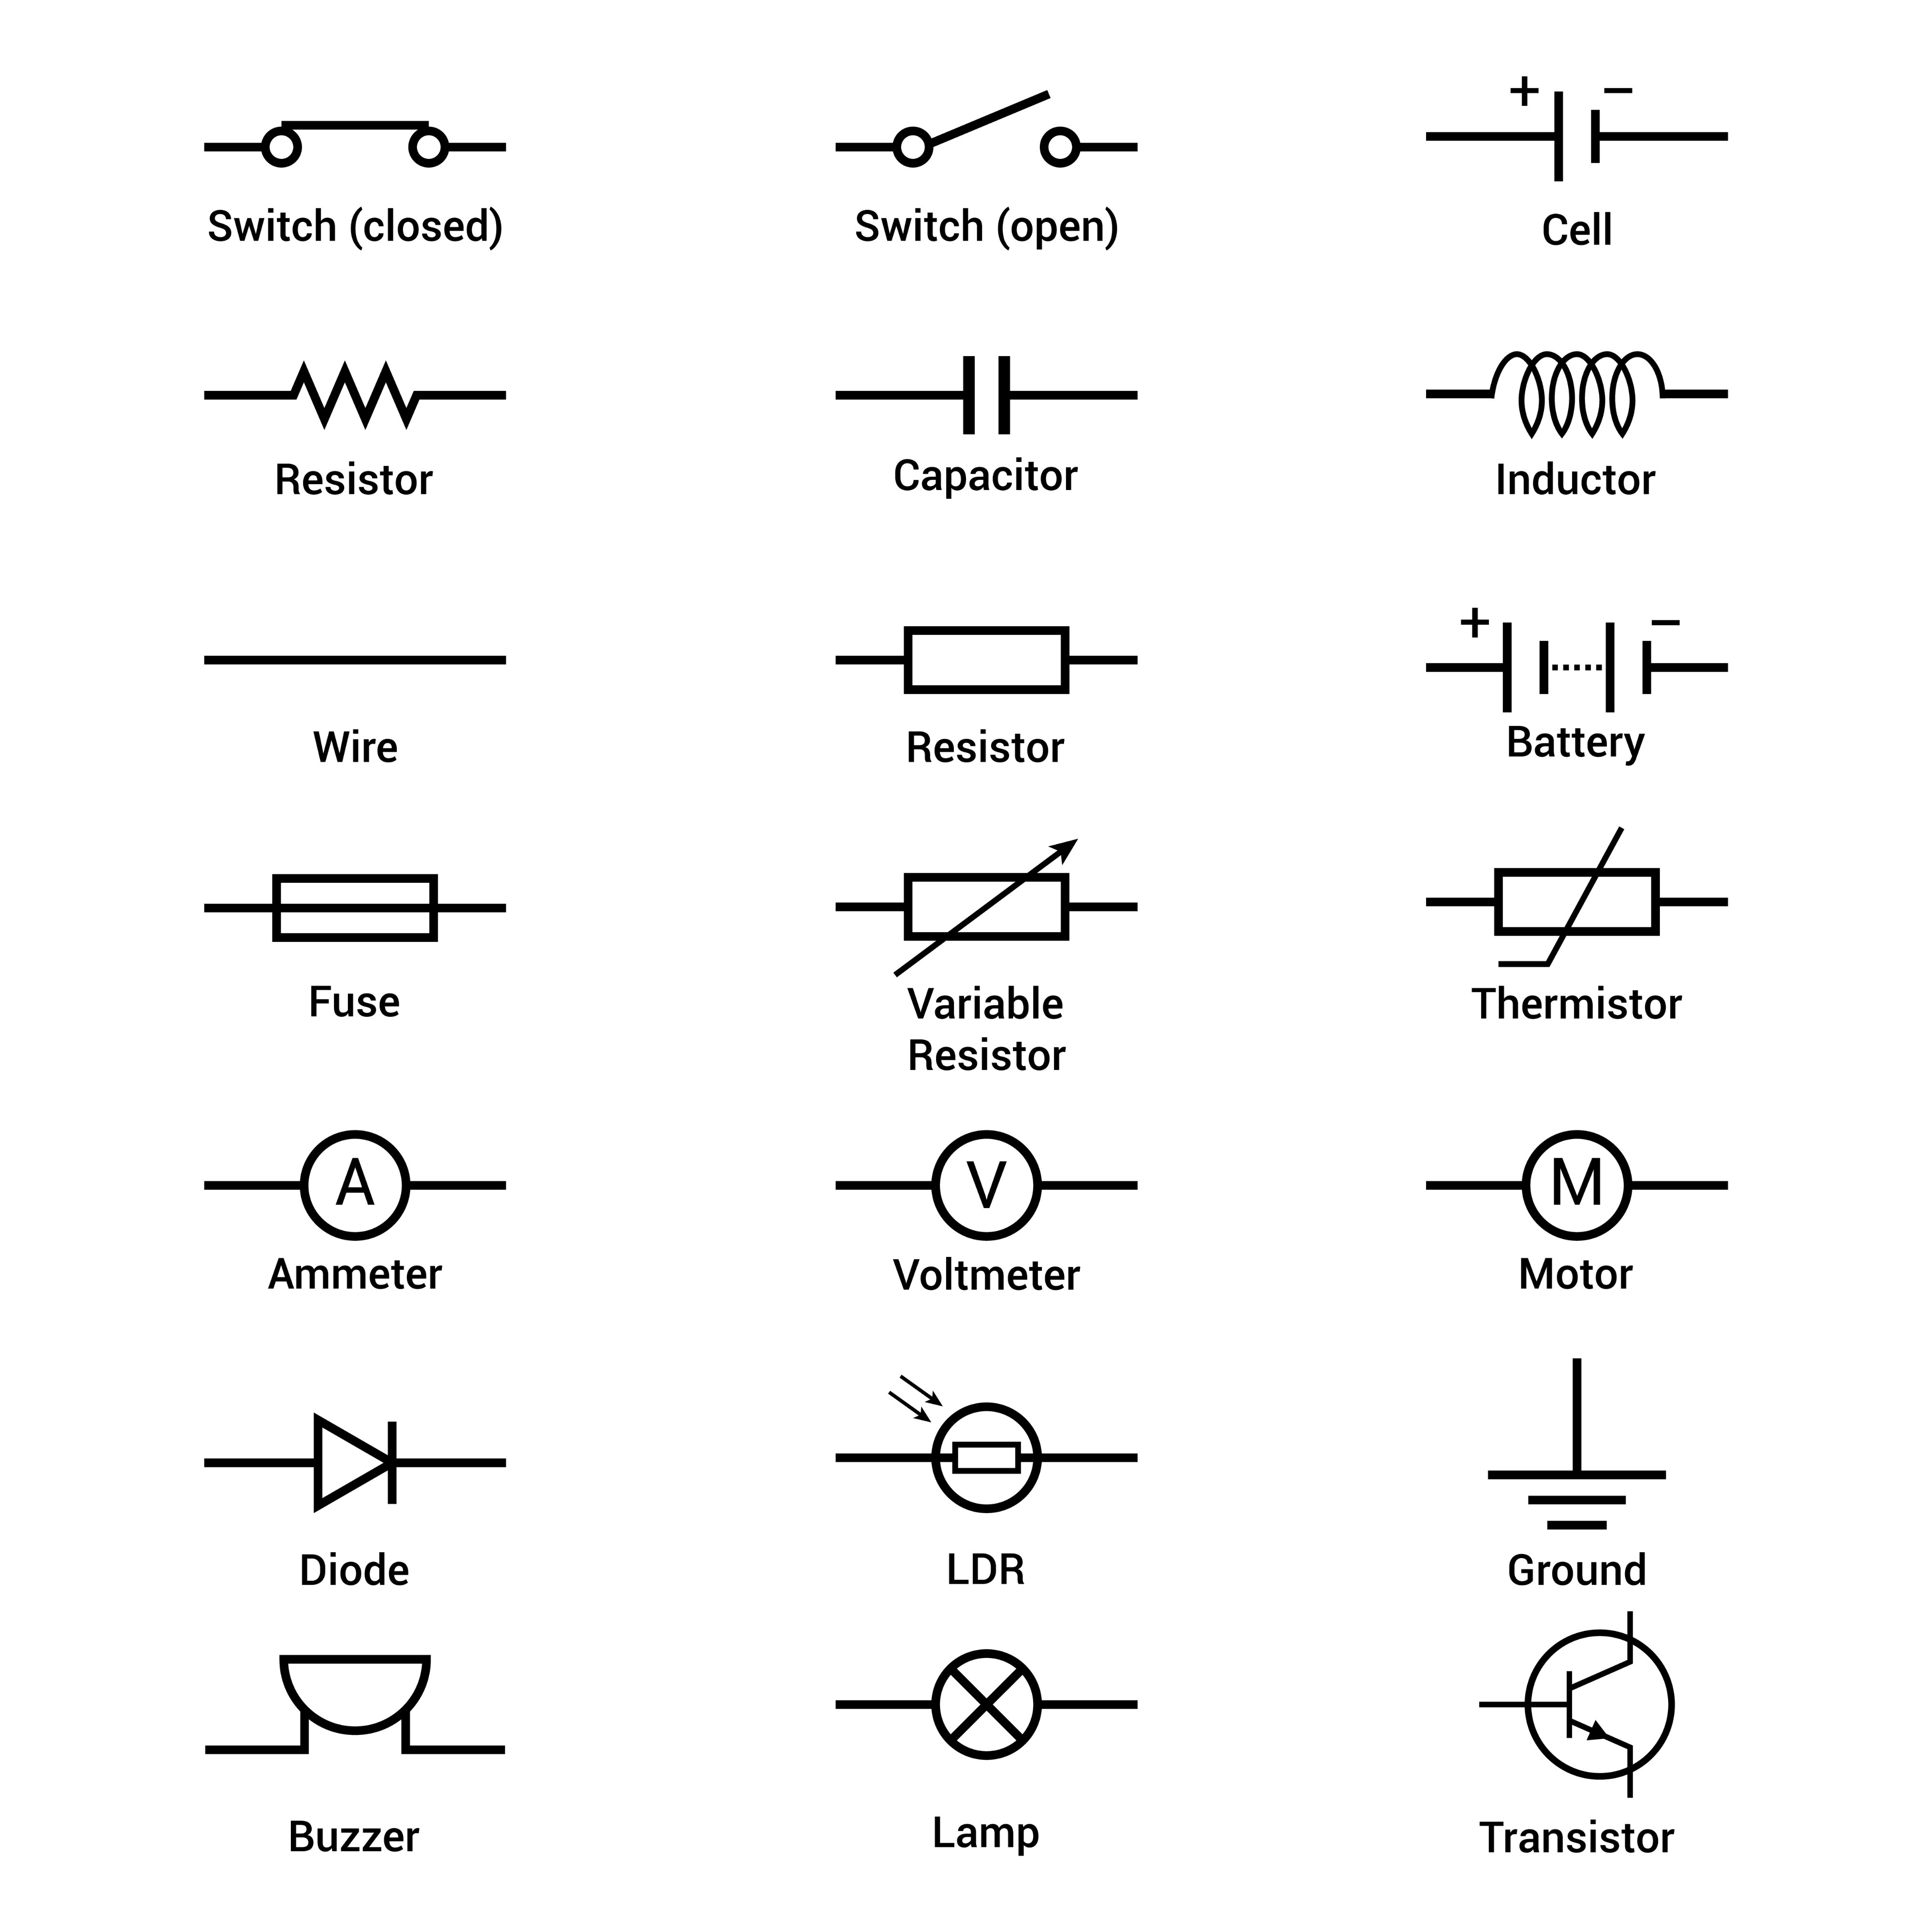 + −
Switch (closed)
Switch (open)
Cell
Resistor
Capacitor
Inductor
+ −
Wire
Resistor
Battery
Fuse
Variable
Resistor
Thermistor
A
V
M
Ammeter
Voltmeter
Motor
Diode
LDR
Ground
Buzzer
Lamp
Transistor